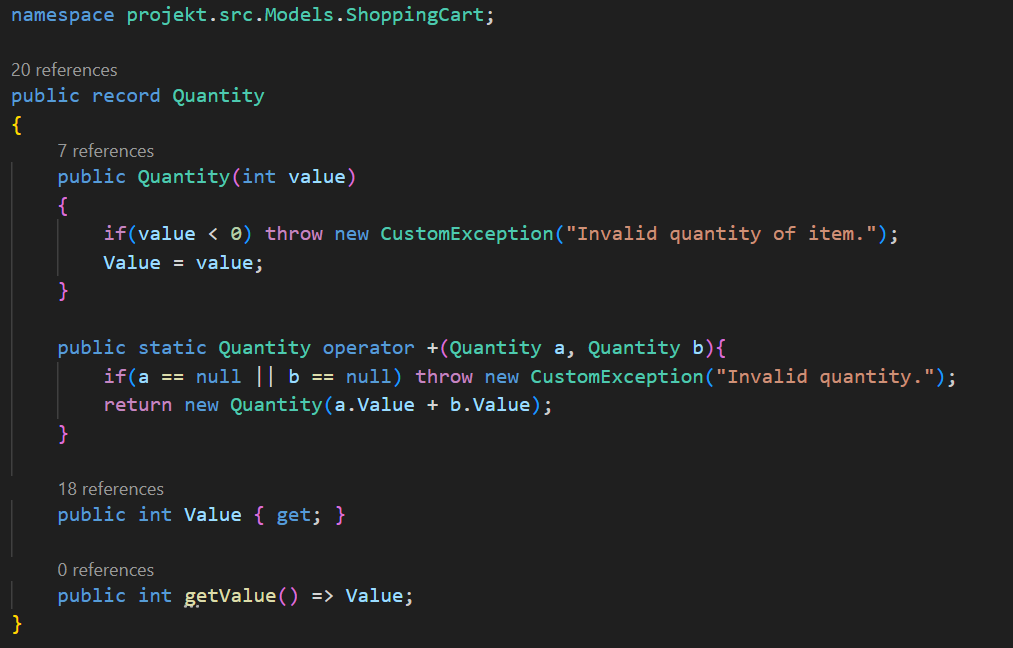 namespace projekt.src.Models.ShoppingCart;
20 references
public record Quantity
{
7 references
public Quantity(int value)
{
if(value < 0) throw new CustomException("Invalid quantity of item.");
Value = value;
}
public static Quantity operator +(Quantity a, Quantity b){
if(a == null || b == null) throw new CustomException("Invalid quantity.");
return new Quantity(a.Value + b.Value);
}
18 references
public int Value { get; }
0 references
public int getValue() => Value;
}